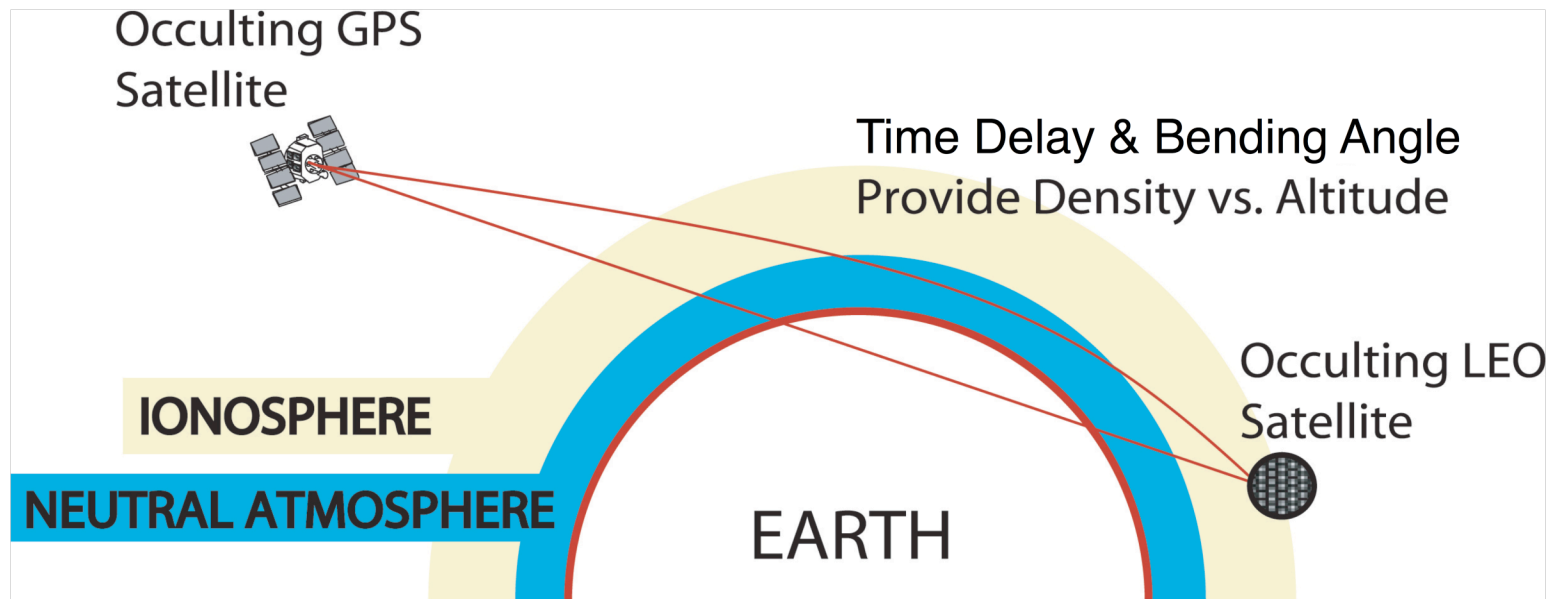 Occulting GPS
Satellite
Time Delay & Bending Angle
Provide Density vs. Altitude
Occulting LEO
Satellite
IONOSPHERE
NEUTRAL ATMOSPHERE
EARTH